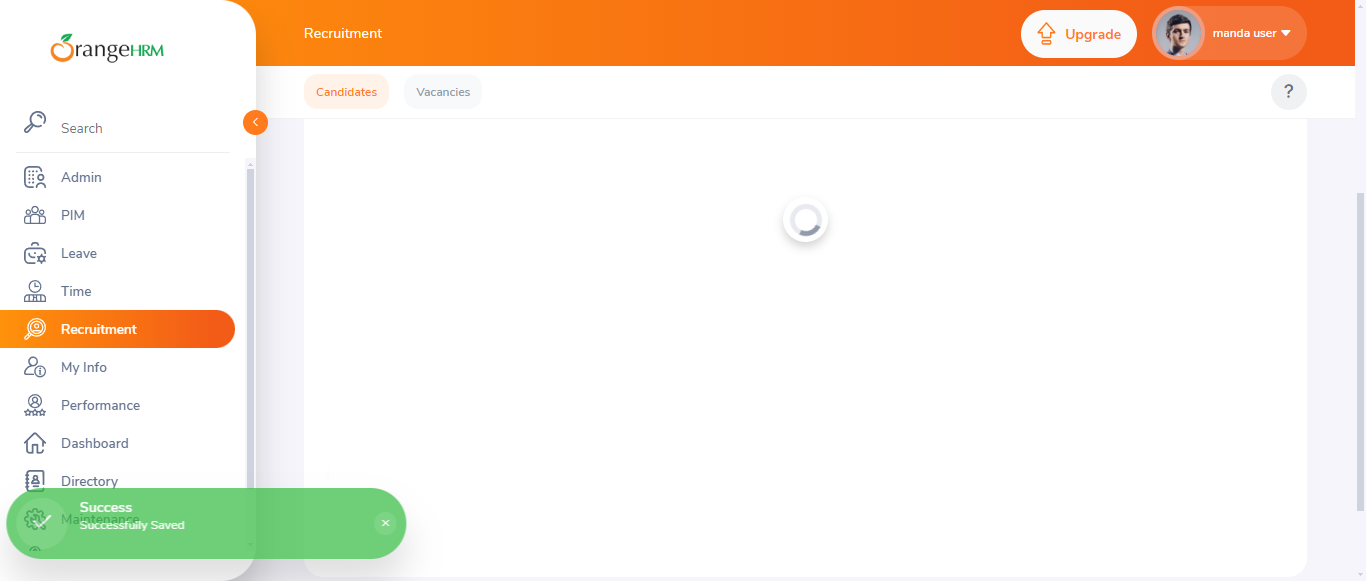 OrangeHRM
Recruitment
Upgrade
manda user
Candidates
Vacancies
?
Search
Admin
PIM
Leave
Time
Recruitment
My Info
Performance
Dashboard
Directory
Maintenance
Success
Successfully Saved